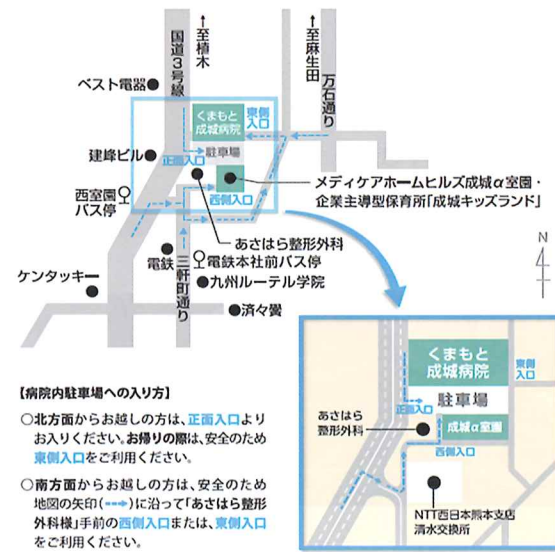 至植木
至麻生田
国道3号線
万石通り
ベスト電器
くまもと
成城病院
東側
入口
建峰ビル
駐車場
正面入口
メディケアホームヒルズ成城α室園・
企業主導型保育所「成城キッズランド」
西室園
バス停
西側入口
あさはら整形外科
電鉄
電鉄本社前バス停
三軒町通り
九州ルーテル学院
ケンタッキー
済々黌
N
くまもと
成城病院
東側
入口
駐車場
正面入口
あさはら
整形外科
成城α室園
西側入口
NTT西日本熊本支店
清水交換所
【病院内駐車場への入り方】
○北方面からお越しの方は、正面入口より
お入りください。お帰りの際は、安全のため
東側入口をご利用ください。
○南方面からお越しの方は、安全のため
地図の矢印(---→)に沿って「あさはら整形
外科様」手前の西側入口または、東側入口
をご利用ください。